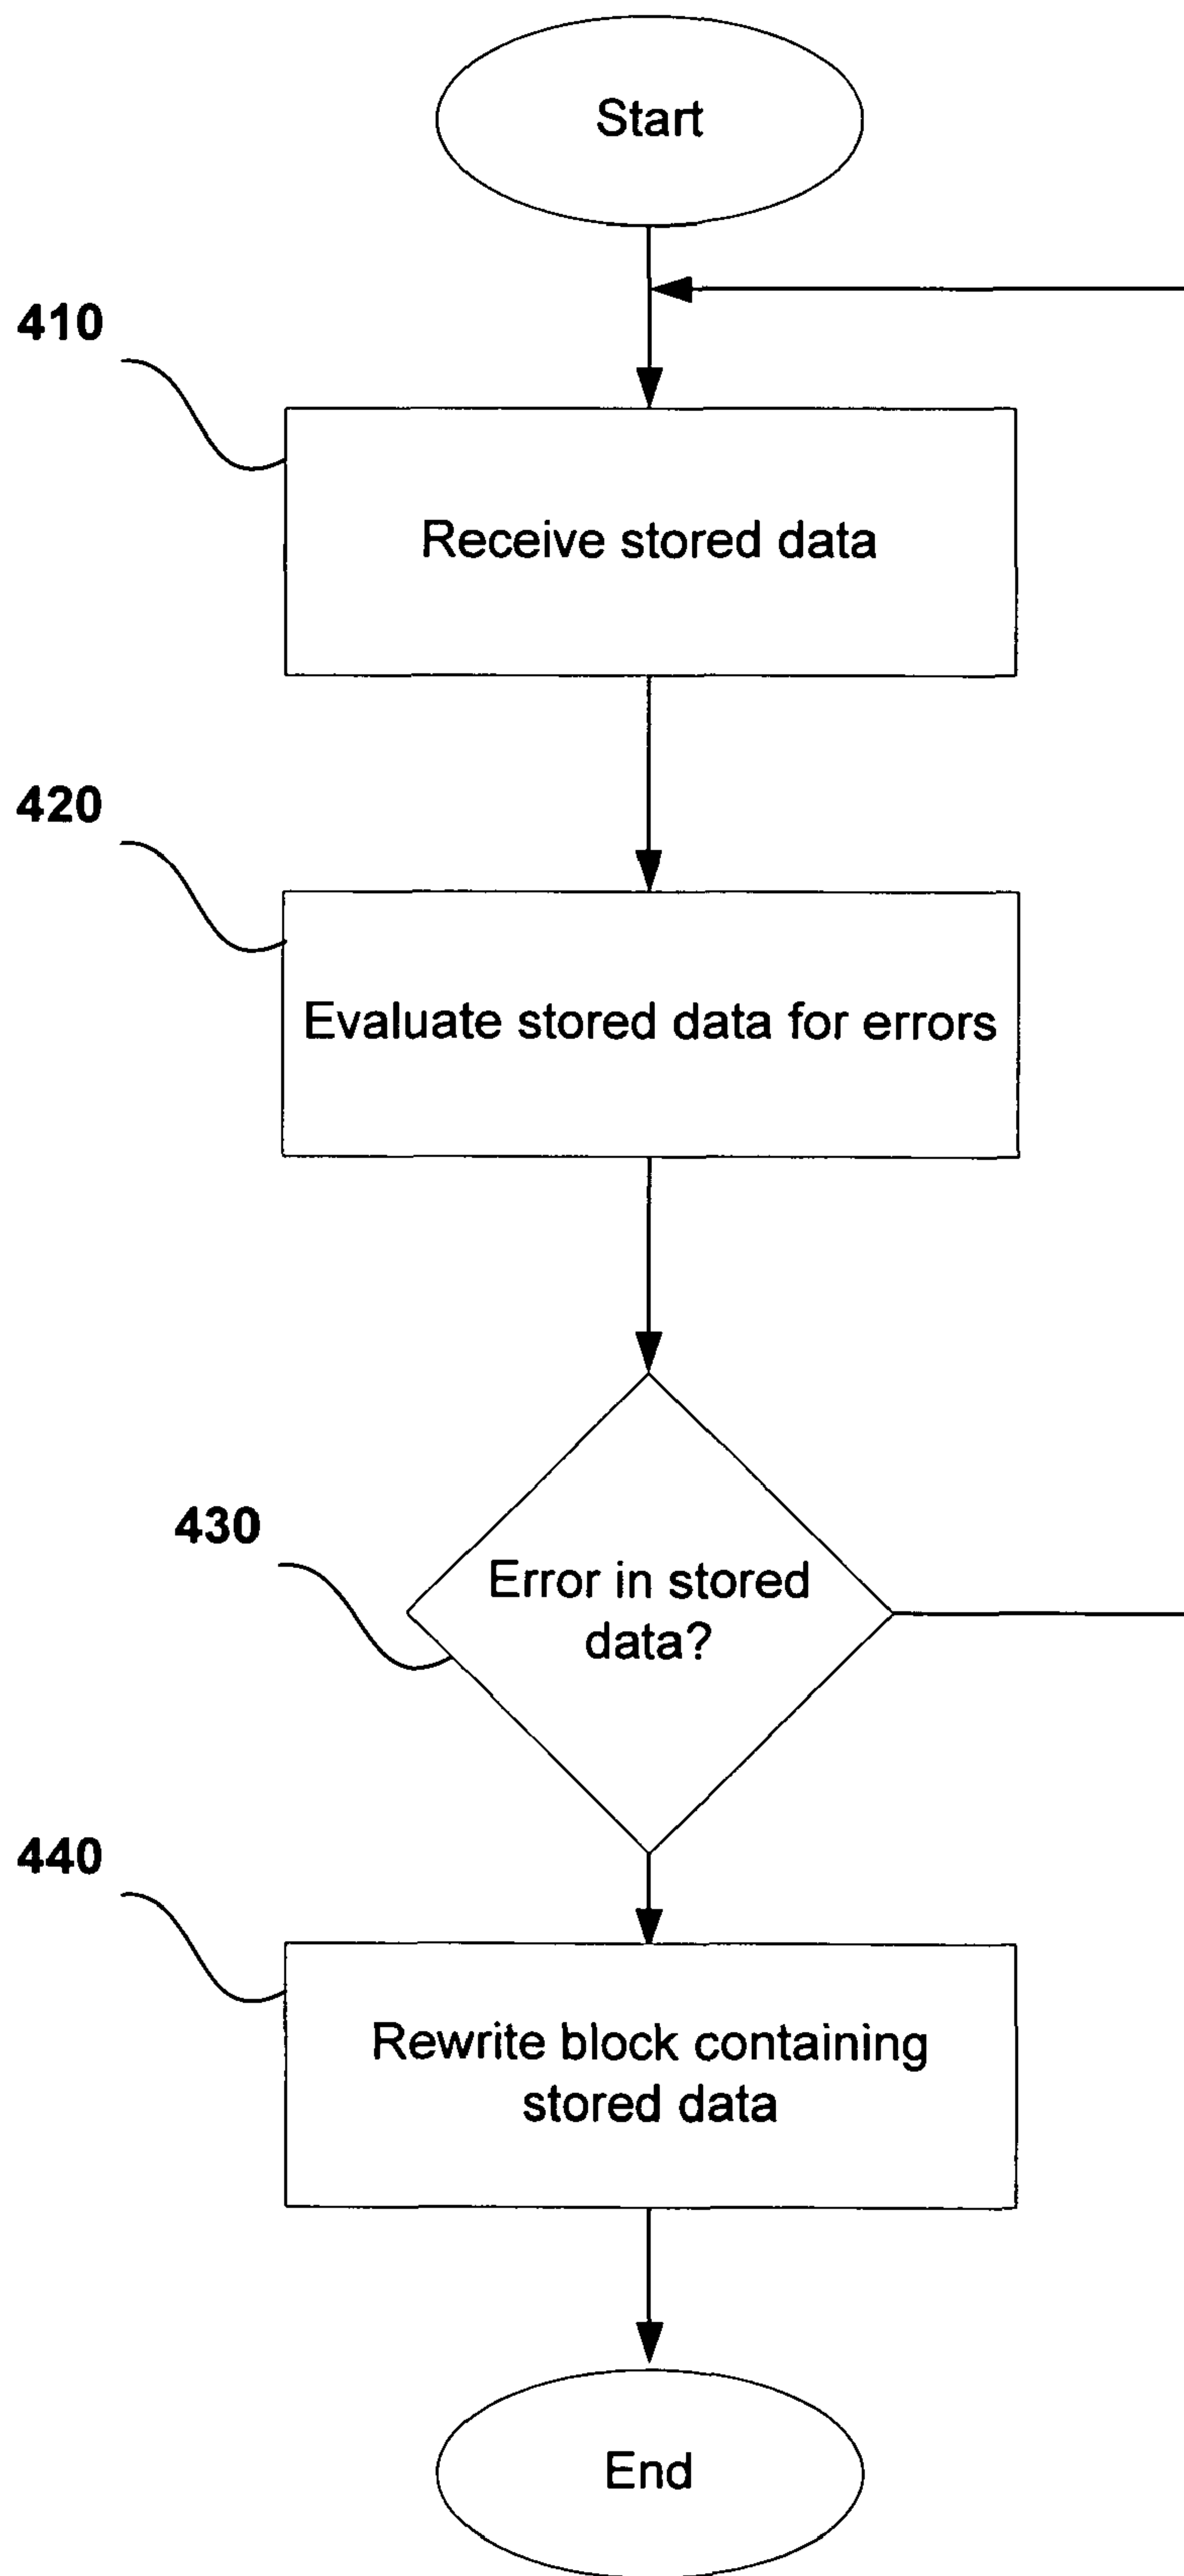 Start
410
Receive stored data
420
Evaluate stored data for errors
430
Error in stored
data?
440
Rewrite block containing
stored data
End